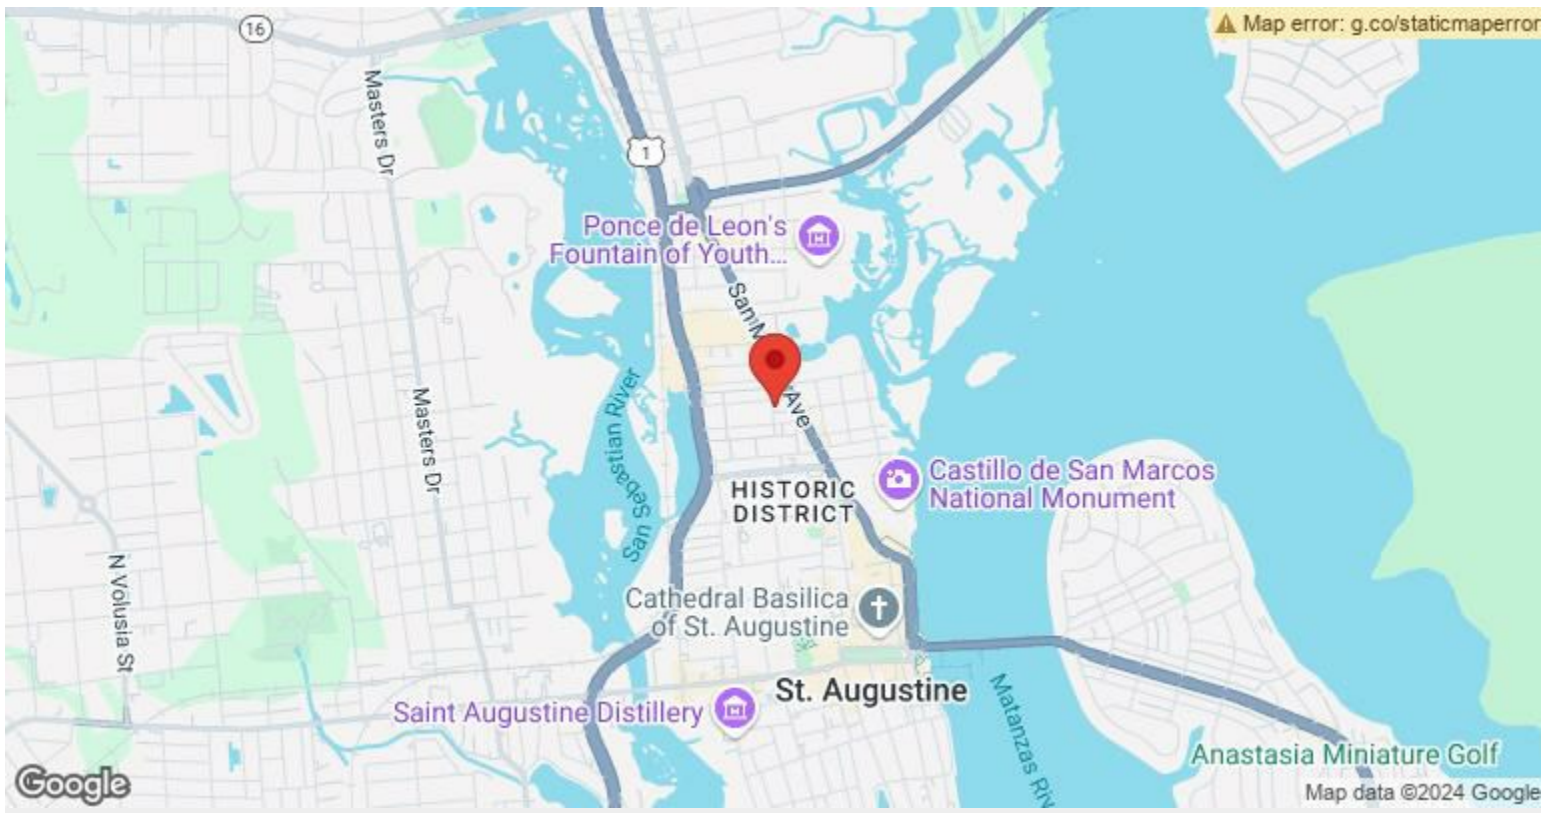 16
Map error: g.co/staticmaperror
Masters Dr
1
Ponce de Leon's
Fountain of Youth...
San M
Ave
San Sebastian River
Masters Dr
Castillo de San Marcos
National Monument
HISTORIC
DISTRICT
N Volusia St
Cathedral Basilica
of St. Augustine
St. Augustine
Saint Augustine Distillery
Matanzas Riv
Anastasia Miniature Golf
Google
Map data ©2024 Google